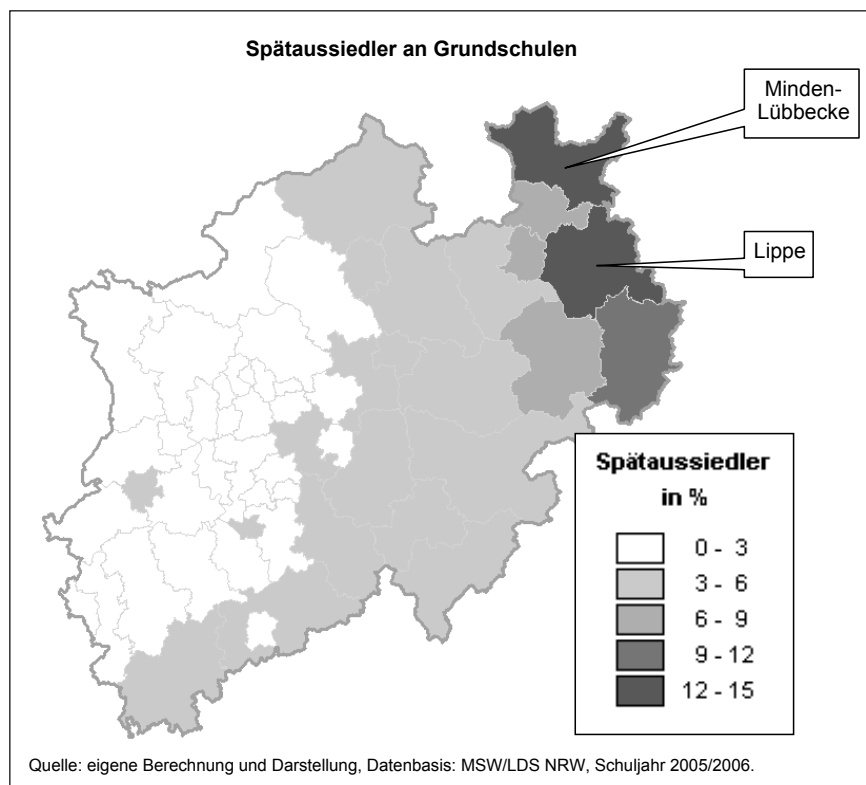 Spätaussiedler an Grundschulen
Minden-
Lübbecke
Lippe
Spätaussiedler
in %
0 - 3
3 - 6
6 - 9
9 - 12
12 - 15
Quelle: eigene Berechnung und Darstellung, Datenbasis: MSW/LDS NRW, Schuljahr 2005/2006.